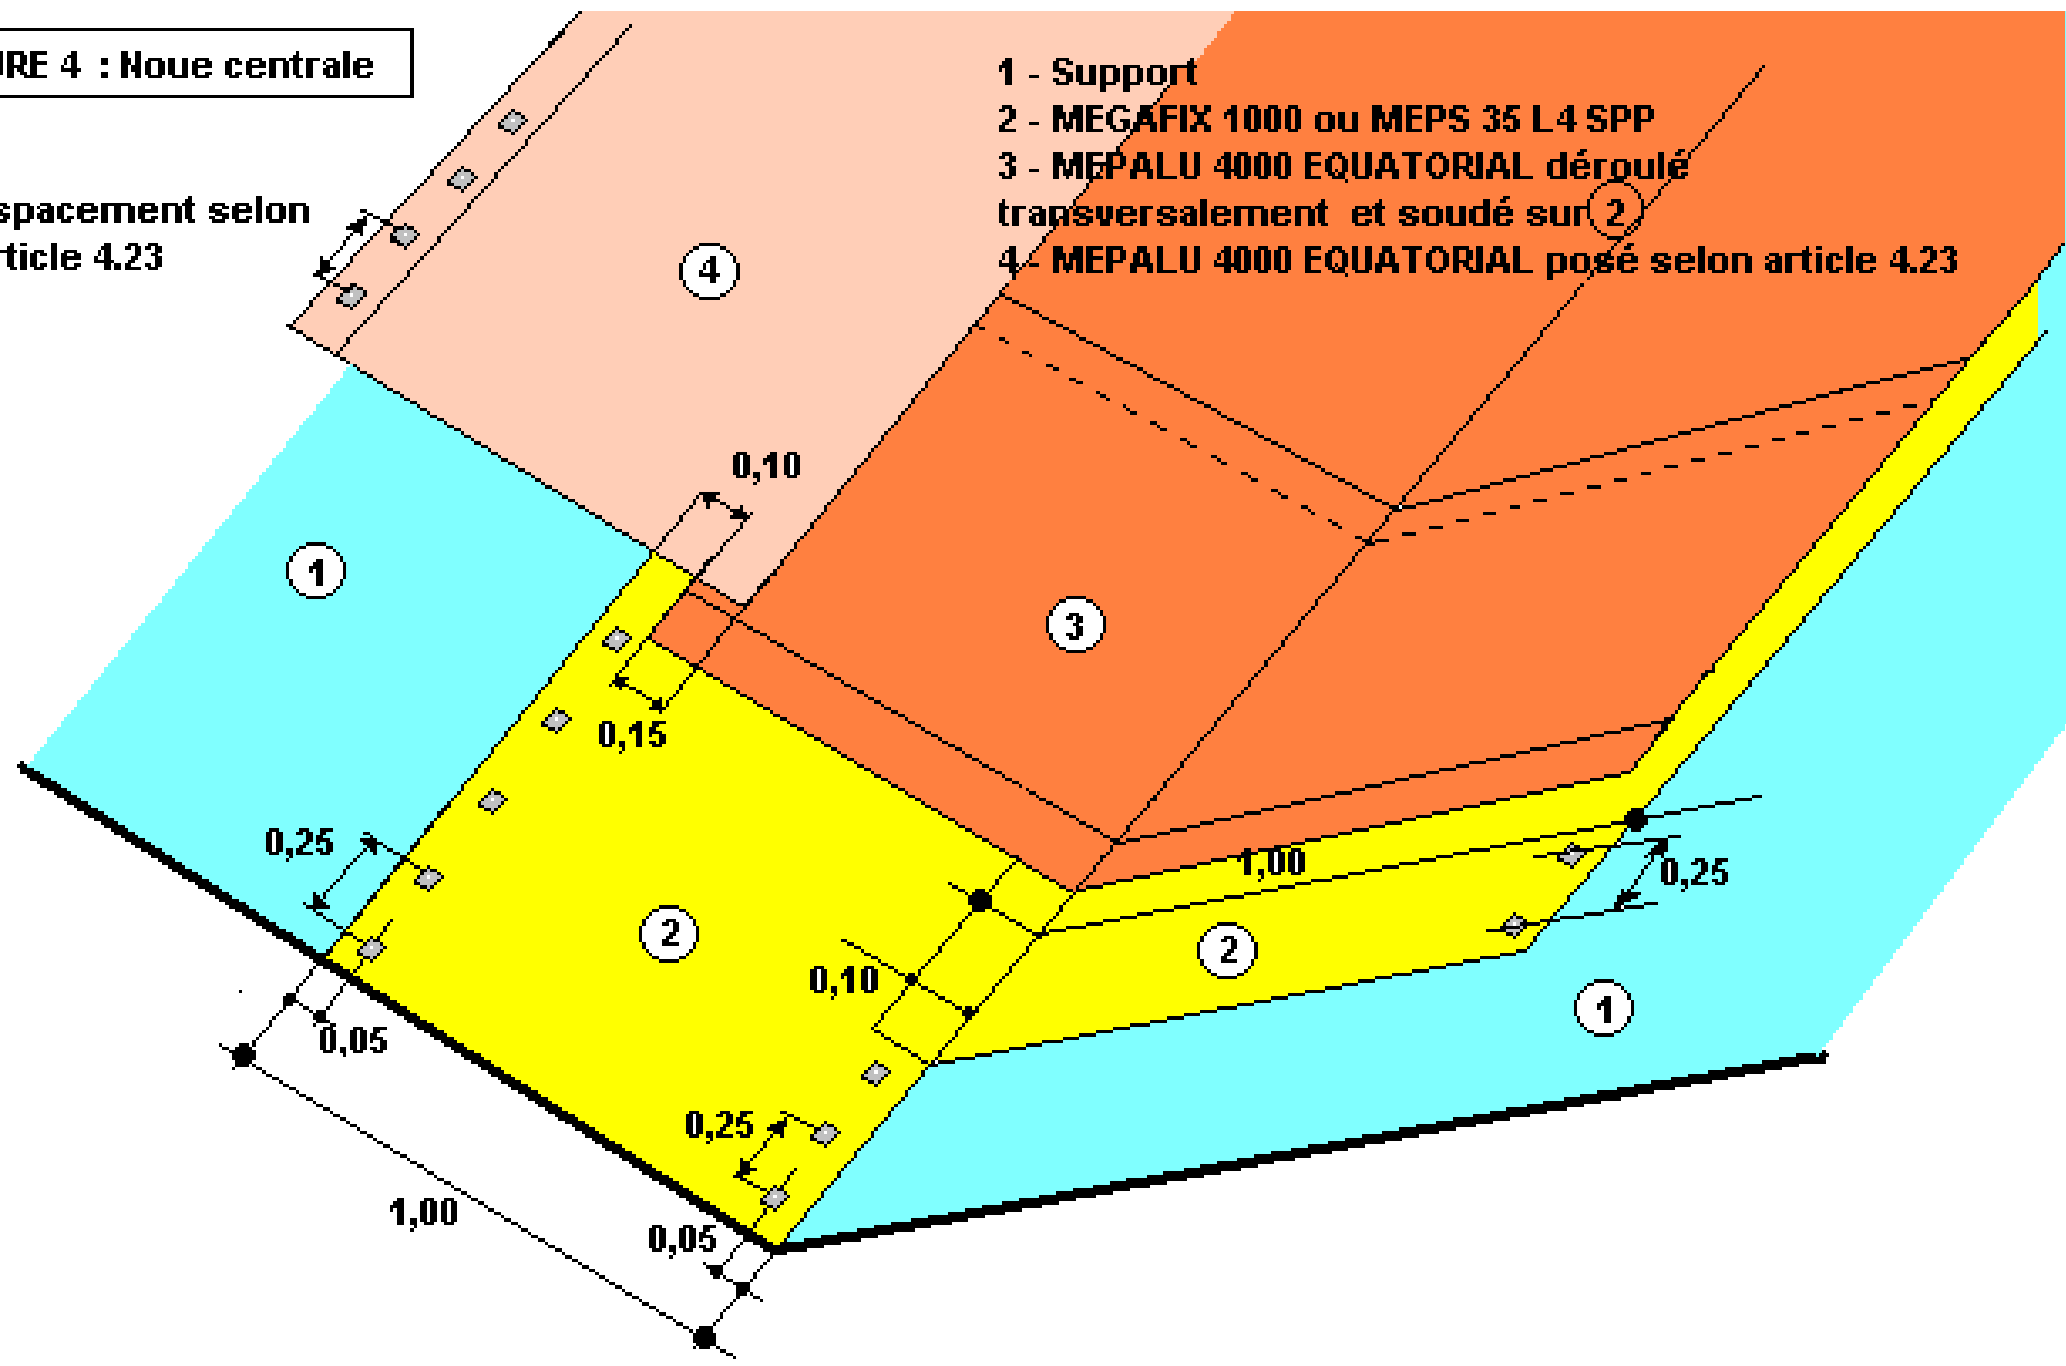 URE 4 : Noue centrale
1 - Support
2 - MEGAFIX 1000 ou MEPS 35 L4 SPP
3 - MEPALU 4000 EQUATORIAL déroulé
transversalement et soudé sur 2
4 - MEPALU 4000 EQUATORIAL posé selon article 4.23
spacement selon
rticle 4.23
4
0,10
1
3
0,15
0,25
1,00
0,25
2
2
0,10
1
0,05
0,25
1,00
0,05